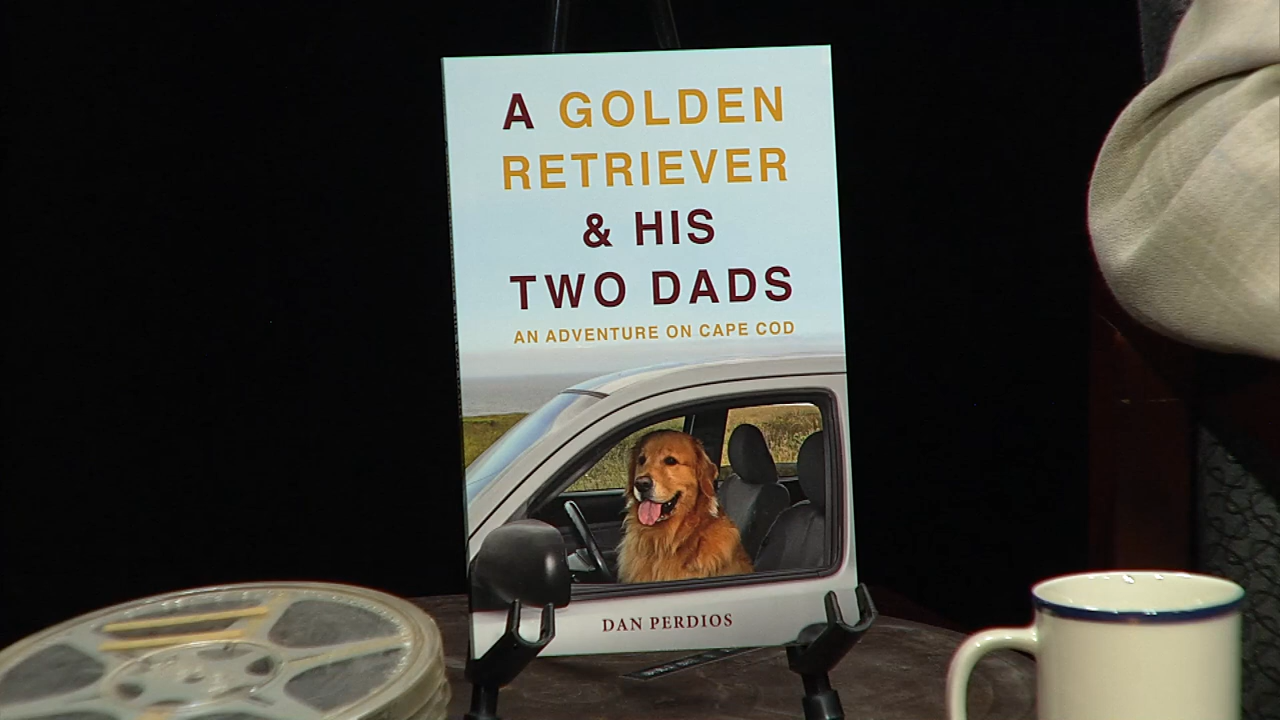 A GOLDEN
RETRIEVER
& HIS
TWO DADS
AN ADVENTURE ON CAPE COD
DAN PERDIOS